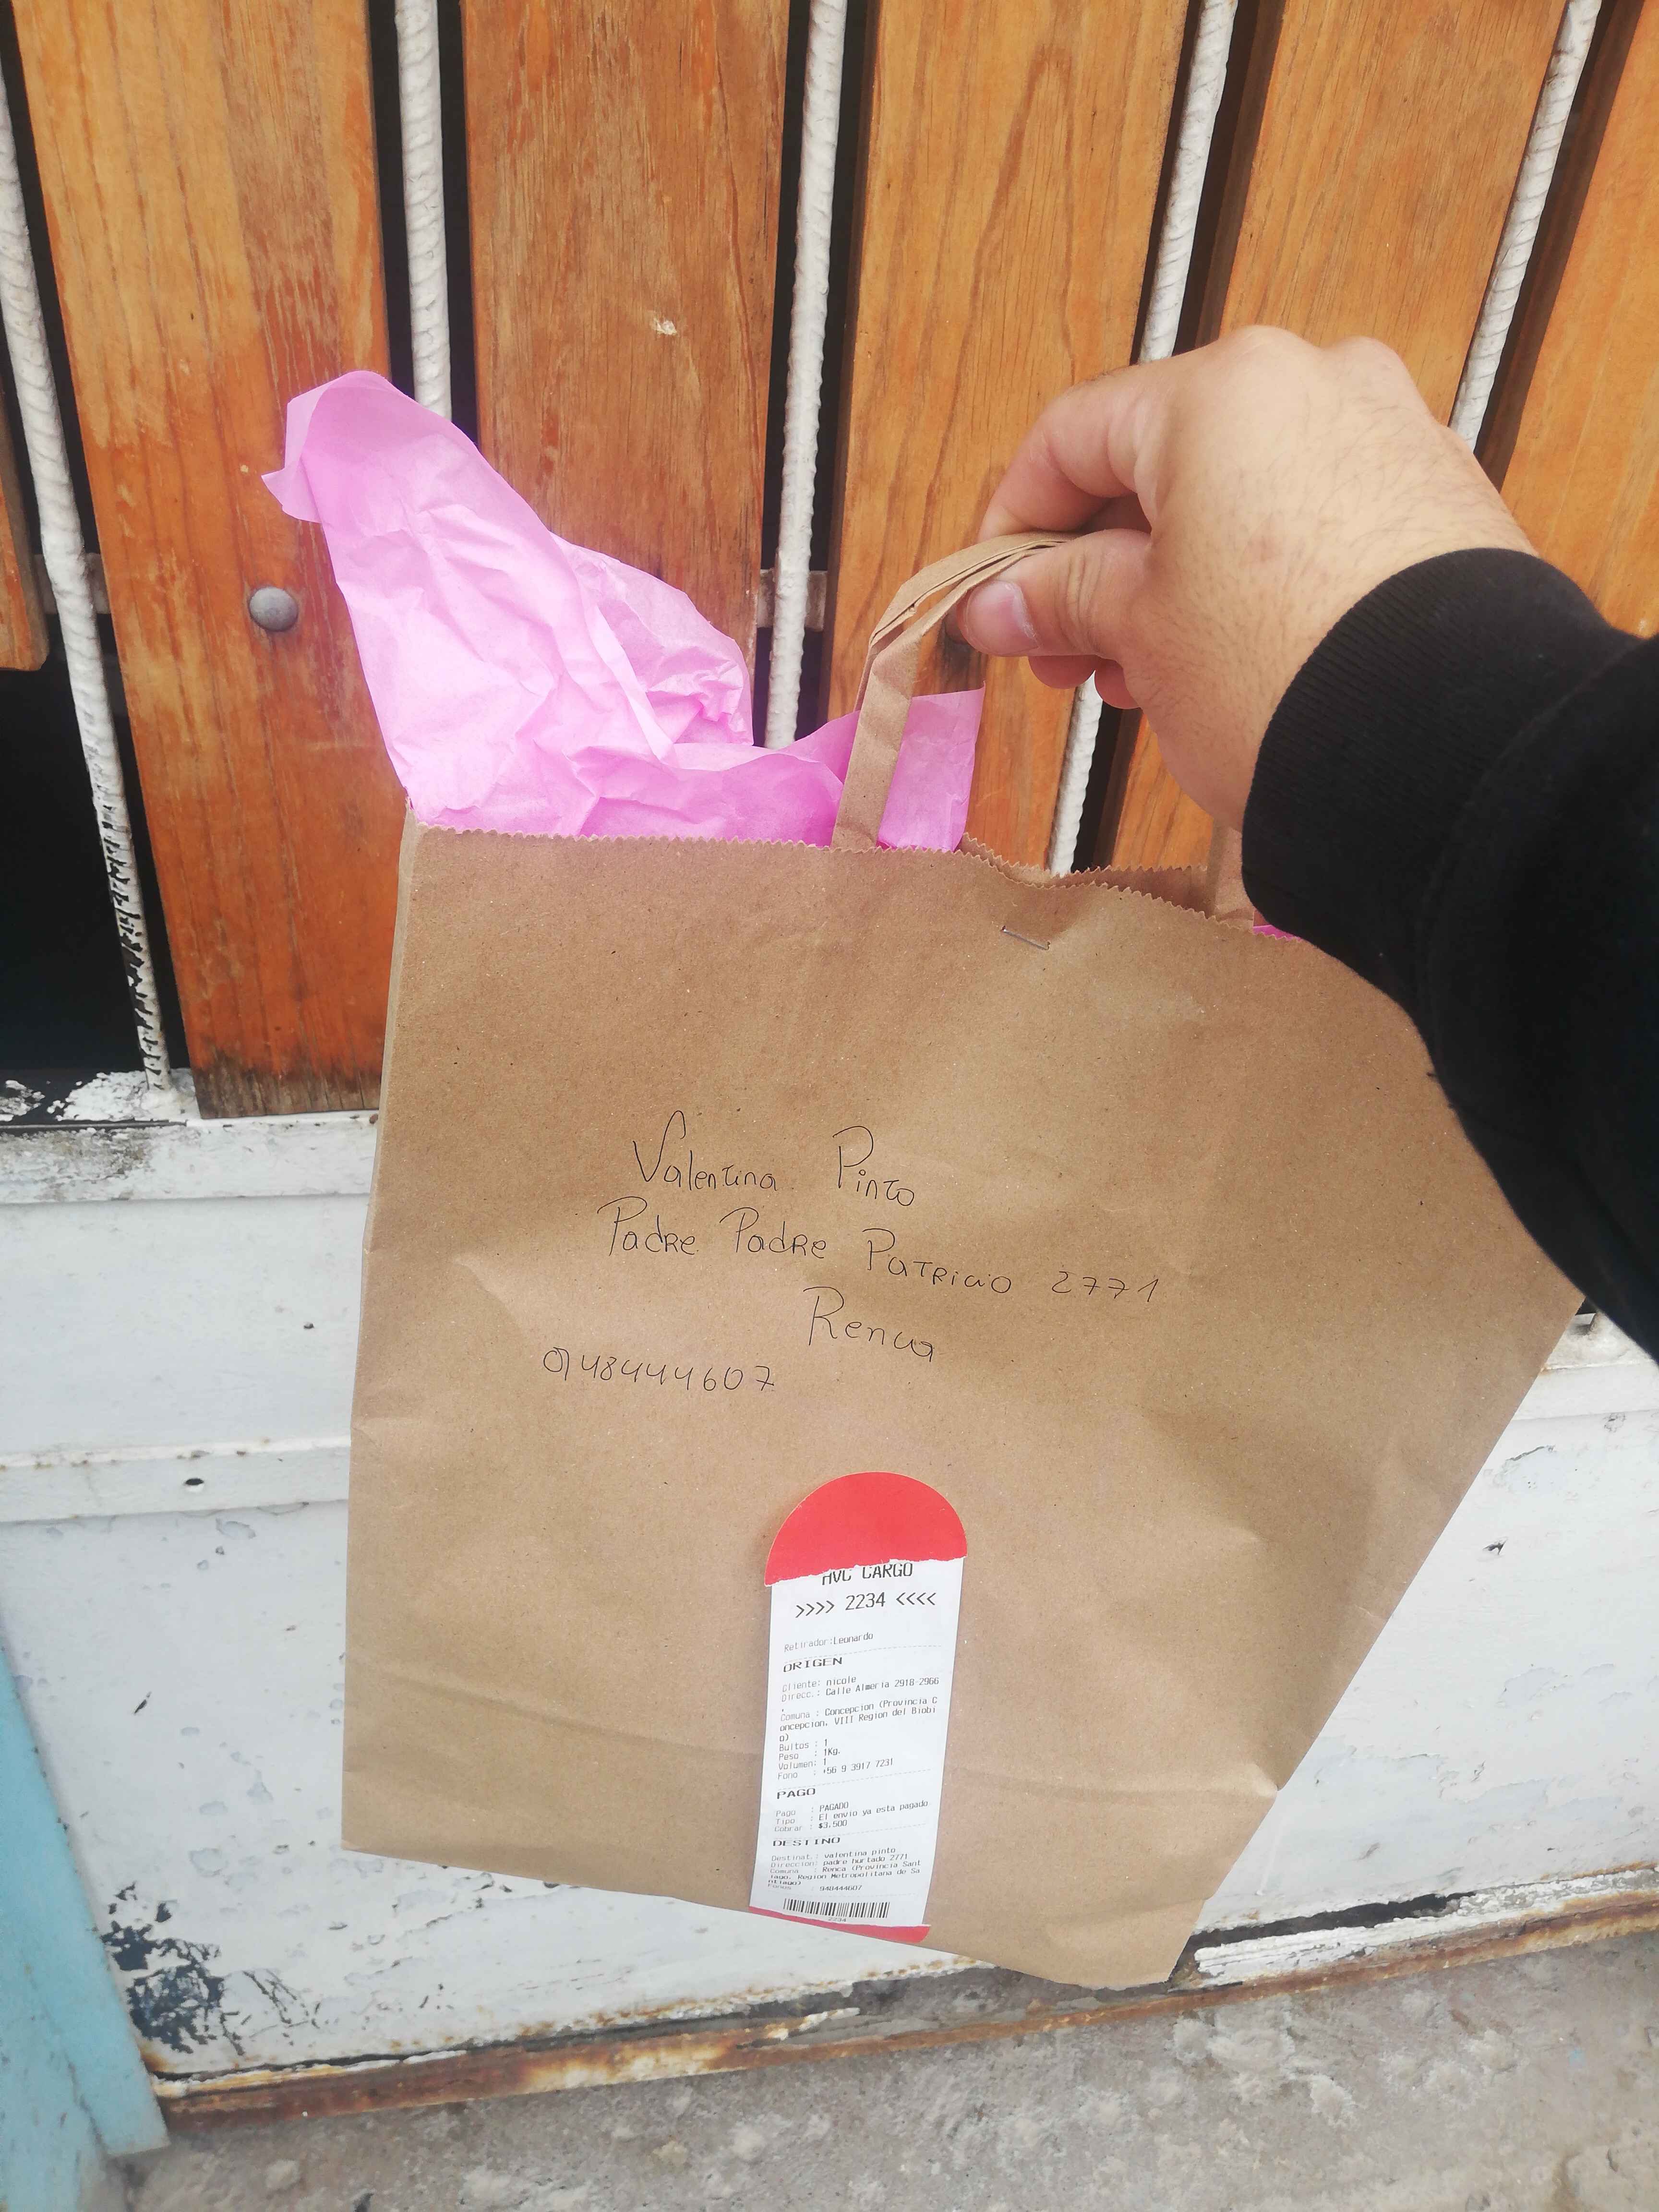 Valentina Pinto
Padre Padre Patricio 2771
Renca
948444607
HVC CARGO
>>>> 2234 <<<<
Retirador:Leonardo
ORIGEN
Cliente: nicole
Direcc.: Calle Almeria 2918-2966
,
Comuna : Concepcion (Provincia C
oncepcion, VIII Region del Biobi
o)
Bultos : 1
Peso : 1Kg.
Volumen: 1
Fono : +56 9 3917 7231
PAGO
Pago : PAGADO
Tipo : El envio ya esta pagado
Cobrar : $3.500
DESTINO
Destinat.: valentina pinto
Direccion: padre hurtado 2771
Comuna : Renca (Provincia Sant
iago, Region Metropolitana de Sa
ntiago)
Fono : 948444607
2234